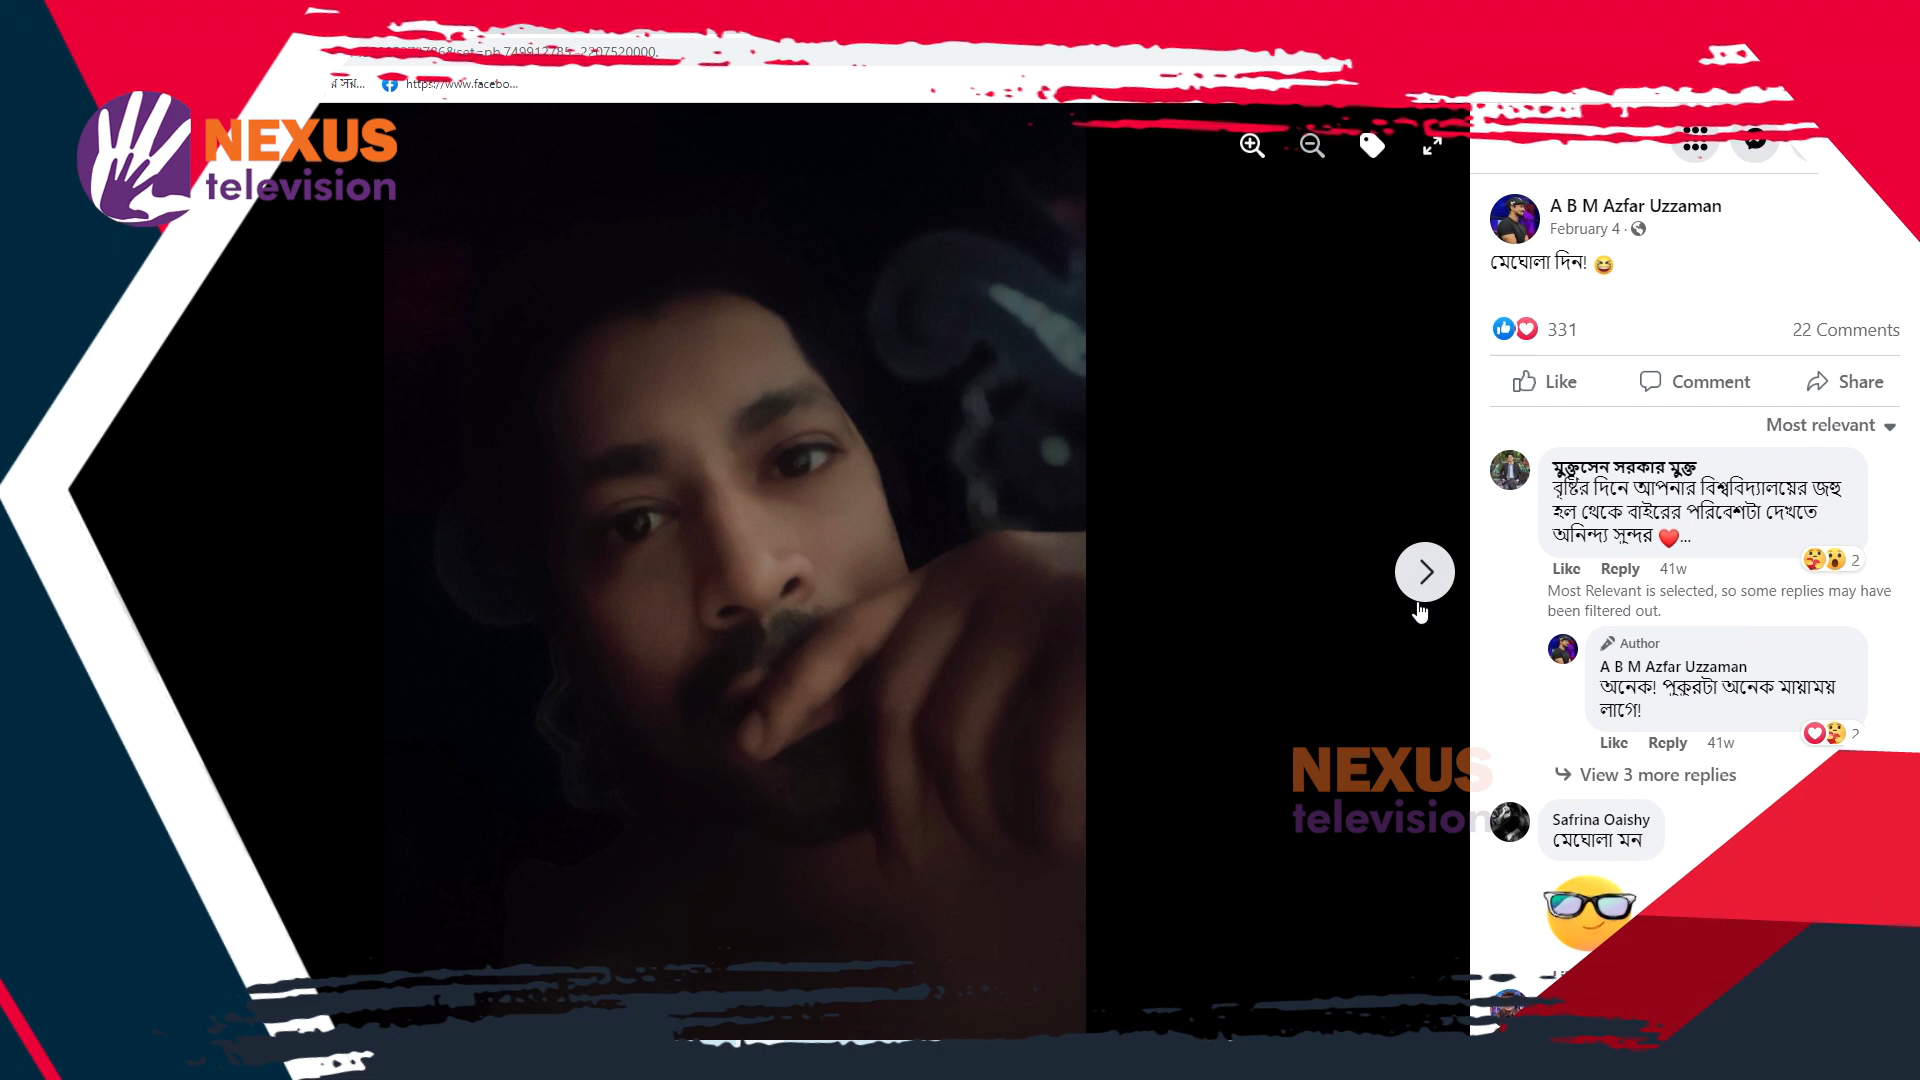 749912785.-2207520000.
https://www.facebo...
NEXUS
television
A B M Azfar Uzzaman
February 4 ·
মেঘোলা দিন!
331
22 Comments
Like
Comment
Share
Most relevant
মুক্তুসেন সরকার মুক্ত
বৃষ্টির দিনে আপনার বিশ্ববিদ্যালয়ের জহু
হল থেকে বাইরের পরিবেশটা দেখতে
অনিন্দ্য সুন্দর ❤️...
2
Like Reply 41w
Most Relevant is selected, so some replies may have
been filtered out.
Author
A B M Azfar Uzzaman
অনেক! পুকুরটা অনেক মায়াময়
লাগে!
2
Like Reply 41w
View 3 more replies
NEXUS
television
Safrina Oaishy
মেঘোলা মন